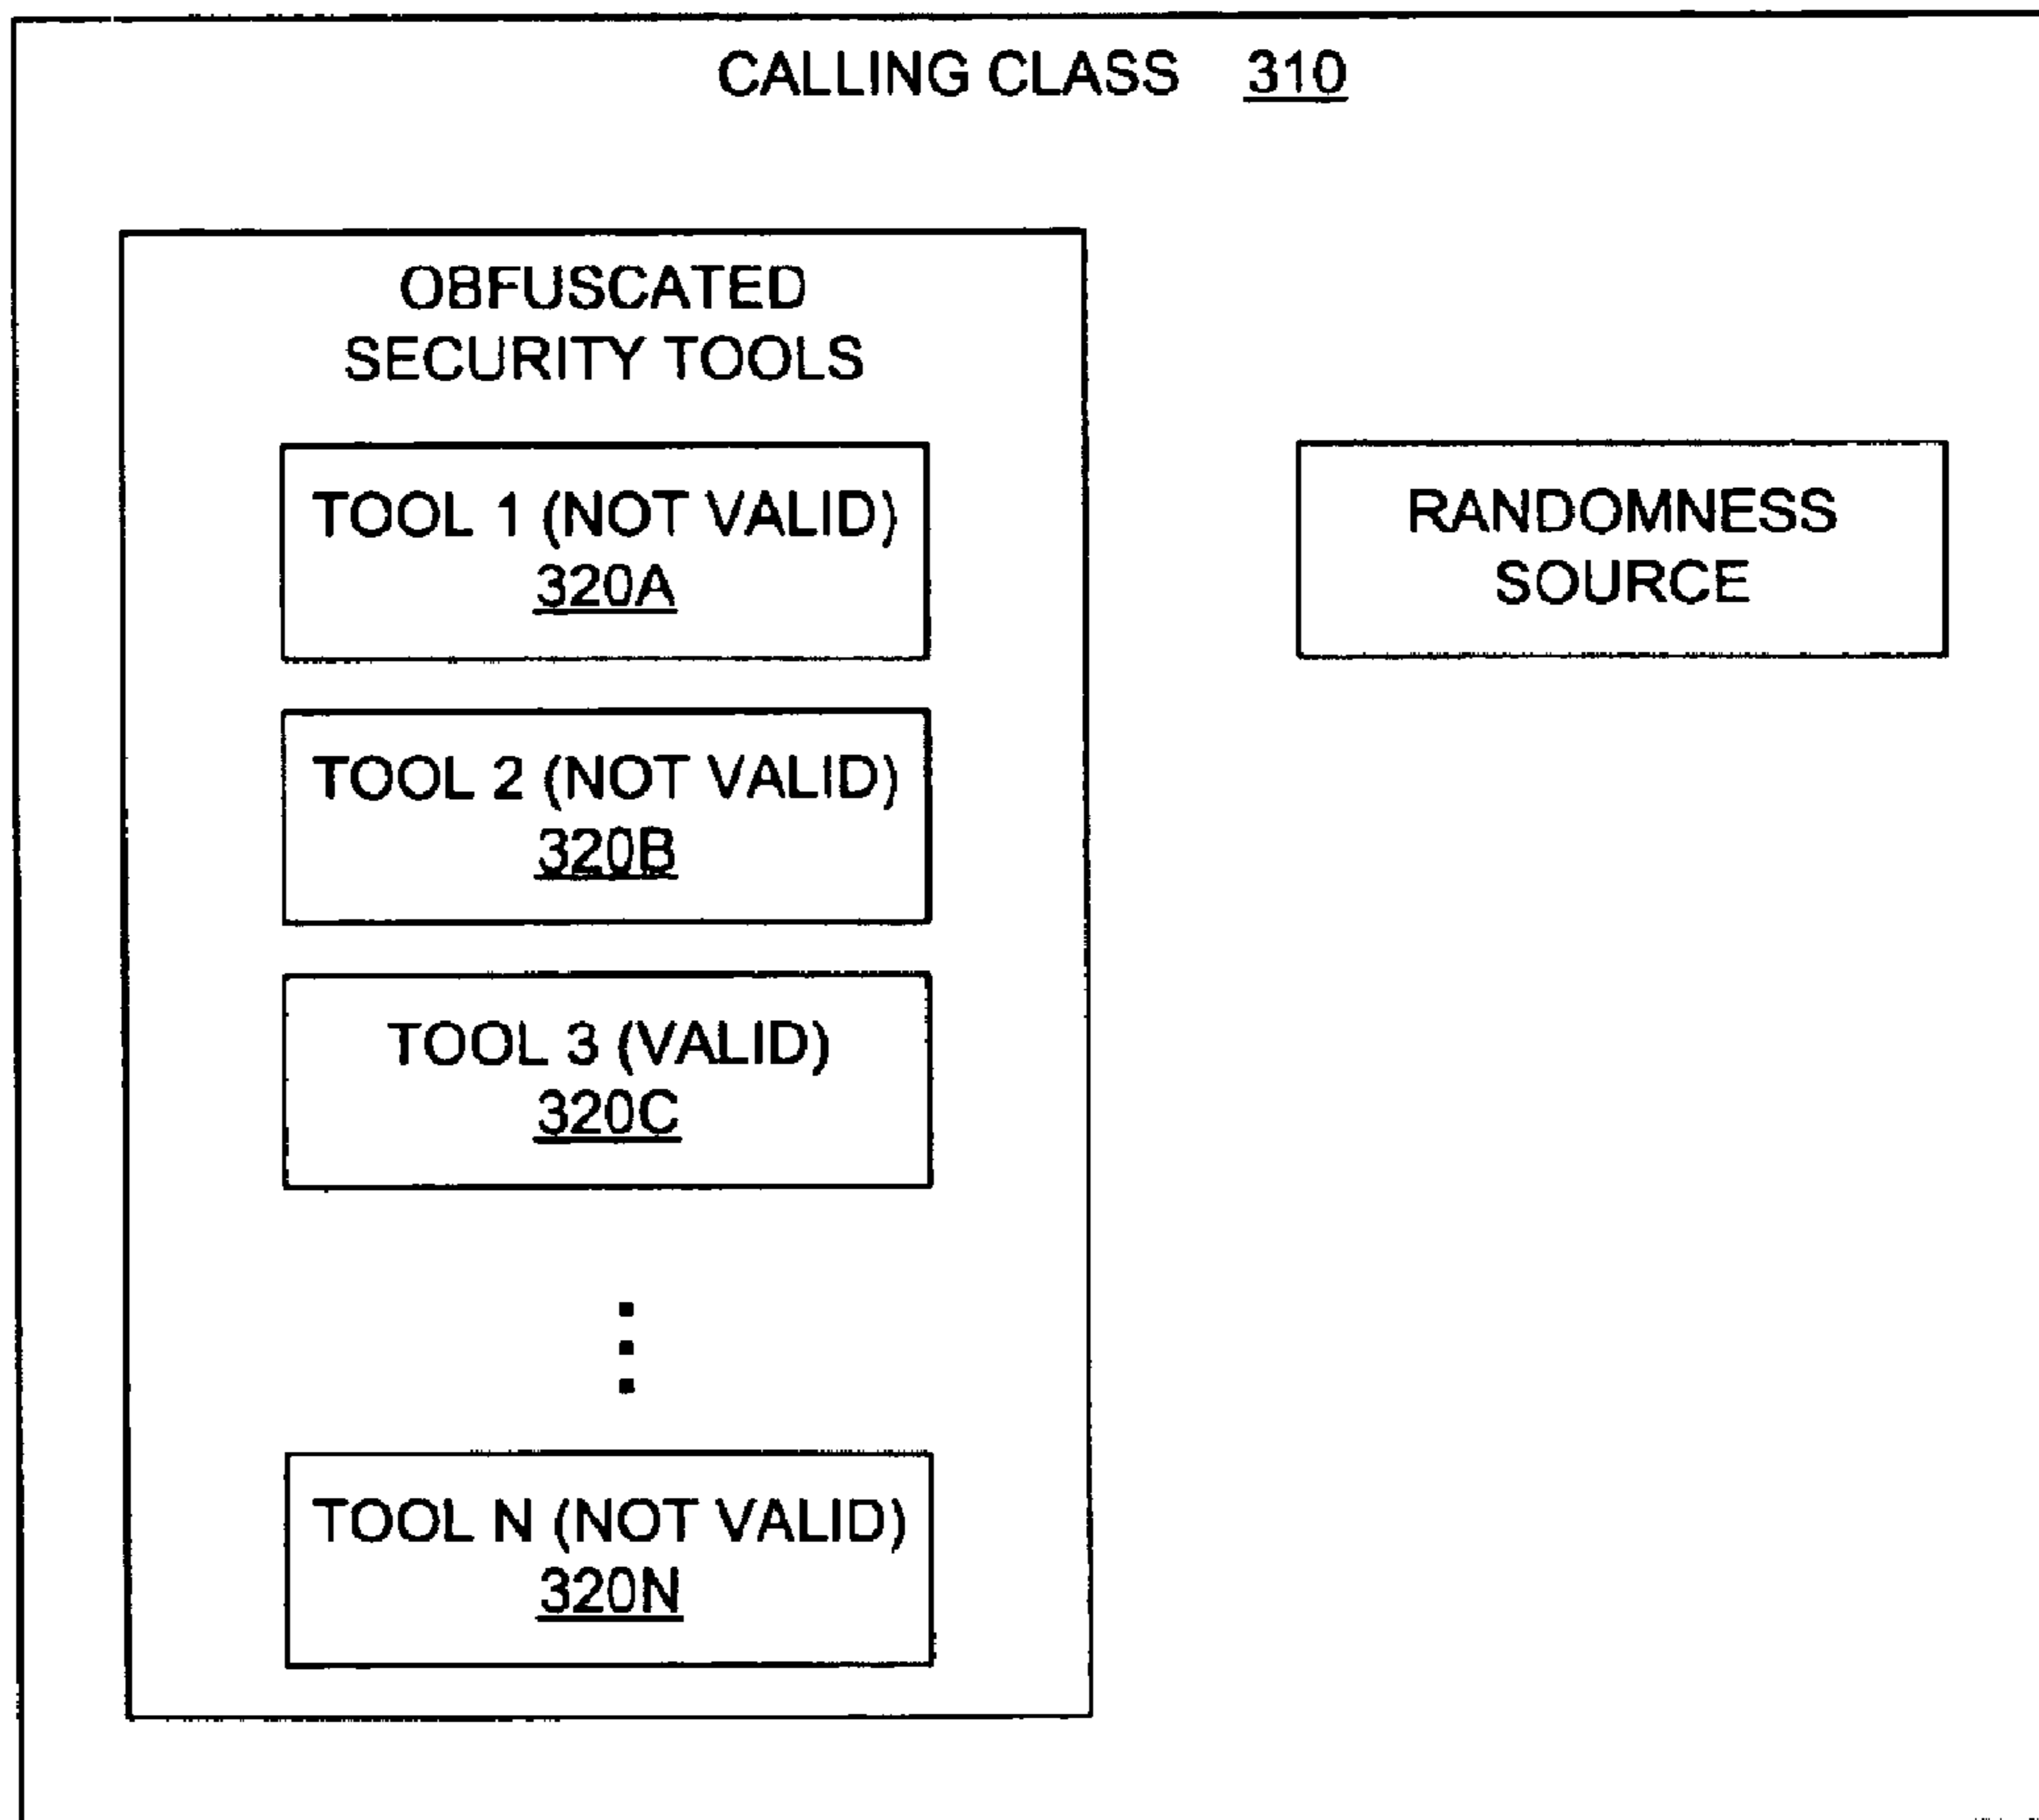 CALLING CLASS 310
OBFUSCATED
SECURITY TOOLS
TOOL 1 (NOT VALID)
320A
RANDOMNESS
SOURCE
TOOL 2 (NOT VALID)
320B
TOOL 3 (VALID)
320C
TOOL N (NOT VALID)
320N